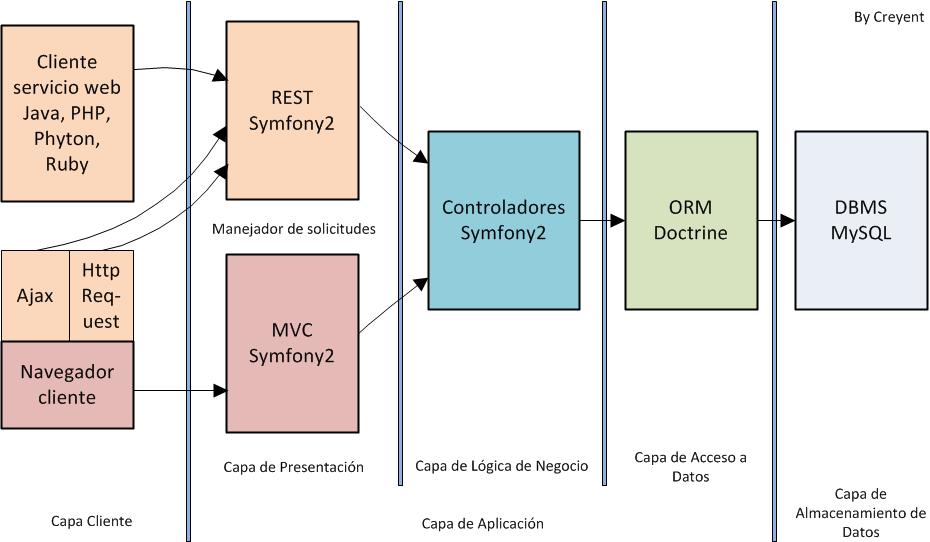 By Creyent
Cliente
servicio web
Java, PHP,
Phyton,
Ruby
REST
Symfony2
Controladores
Symfony2
ORM
Doctrine
DBMS
MySQL
Manejador de solicitudes
Ajax
Http
Req-
uest
Navegador
cliente
MVC
Symfony2
Capa de Presentación
Capa de Lógica de Negocio
Capa de Acceso a
Datos
Capa Cliente
Capa de Aplicación
Capa de
Almacenamiento de
Datos